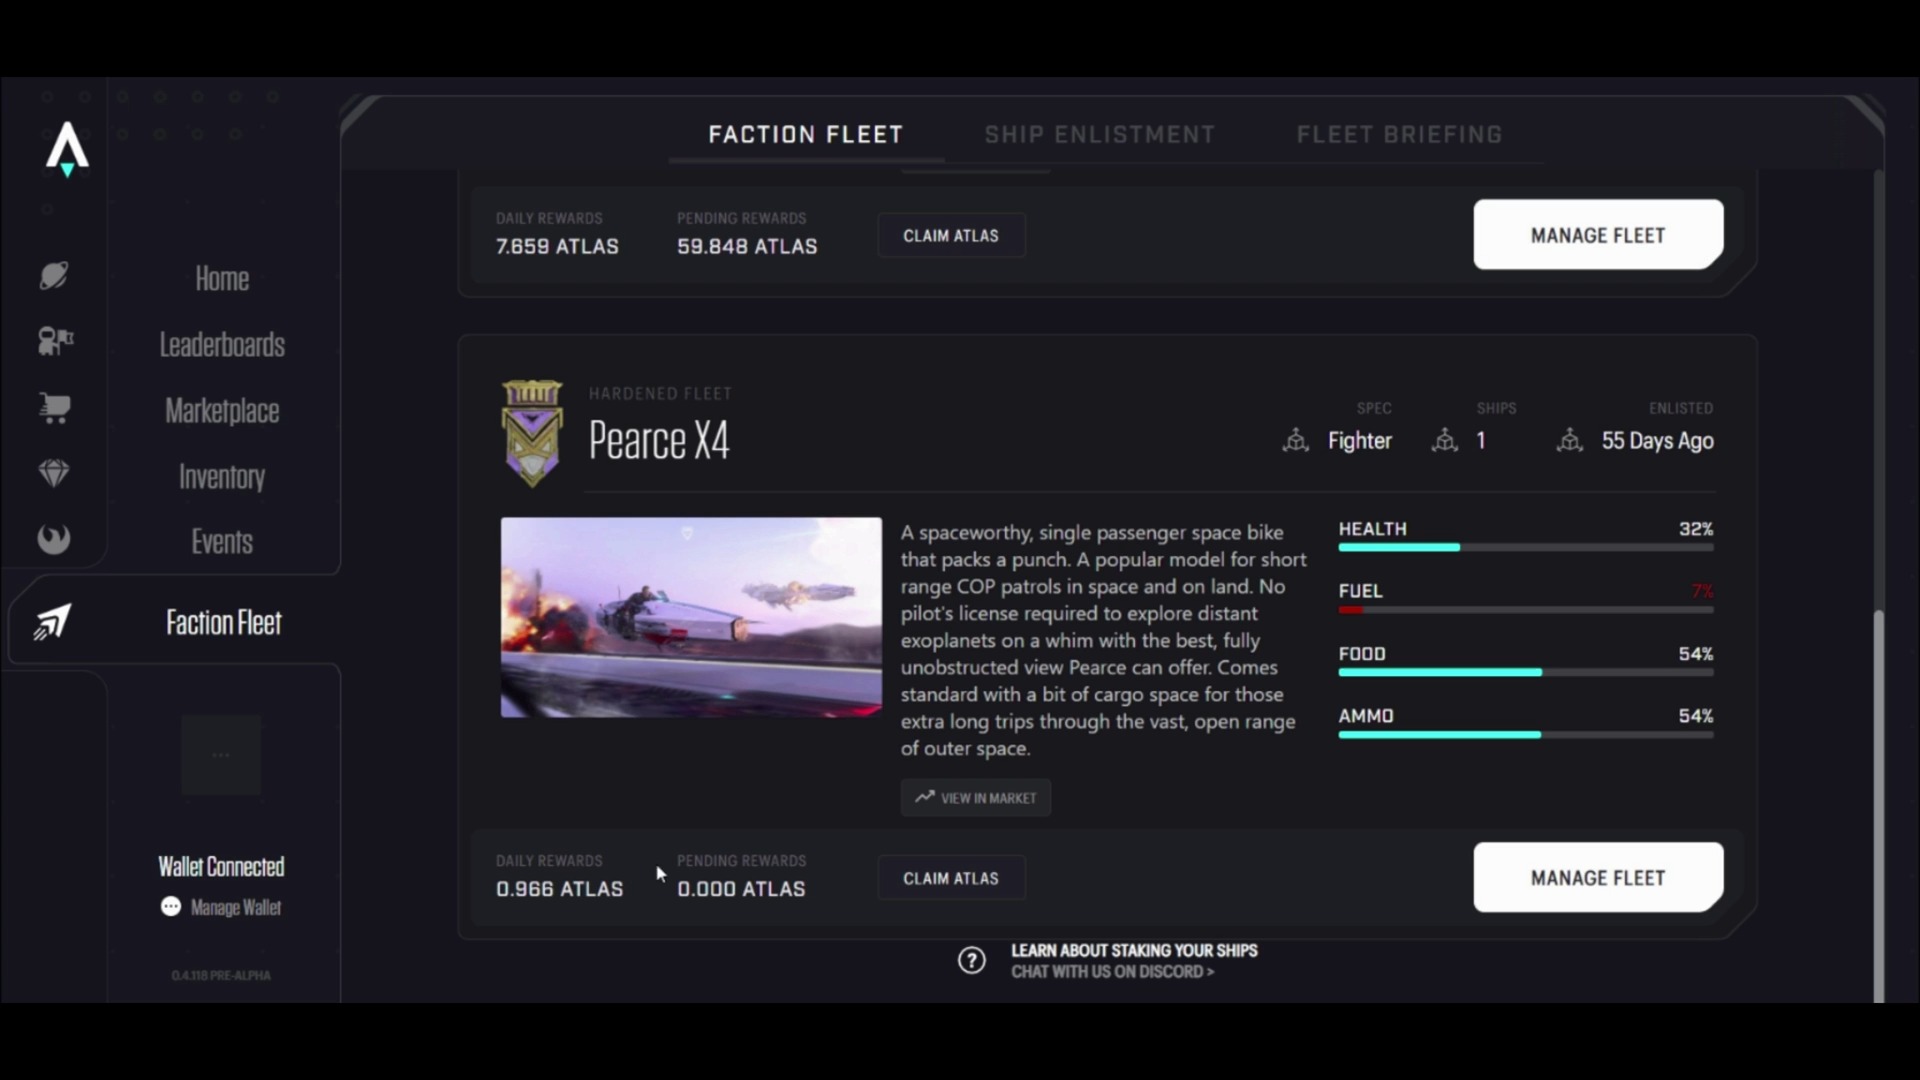 FACTION FLEET
SHIP ENLISTMENT
FLEET BRIEFING
Home
Leaderboards
Marketplace
Inventory
Events
Faction Fleet
Wallet Connected
Manage Wallet
0.4.118 PRE-ALPHA
DAILY REWARDS
7.659 ATLAS
PENDING REWARDS
59.848 ATLAS
CLAIM ATLAS
MANAGE FLEET
HARDENED FLEET
Pearce X4
SPEC
Fighter
SHIPS
1
ENLISTED
55 Days Ago
A spaceworthy, single passenger space bike
that packs a punch. A popular model for short
range COP patrols in space and on land. No
pilot's license required to explore distant
exoplanets on a whim with the best, fully
unobstructed view Pearce can offer. Comes
standard with a bit of cargo space for those
extra long trips through the vast, open range
of outer space.
VIEW IN MARKET
HEALTH 32%
FUEL 7%
FOOD 54%
AMMO 54%
DAILY REWARDS
0.966 ATLAS
PENDING REWARDS
0.000 ATLAS
CLAIM ATLAS
MANAGE FLEET
LEARN ABOUT STAKING YOUR SHIPS
CHAT WITH US ON DISCORD >